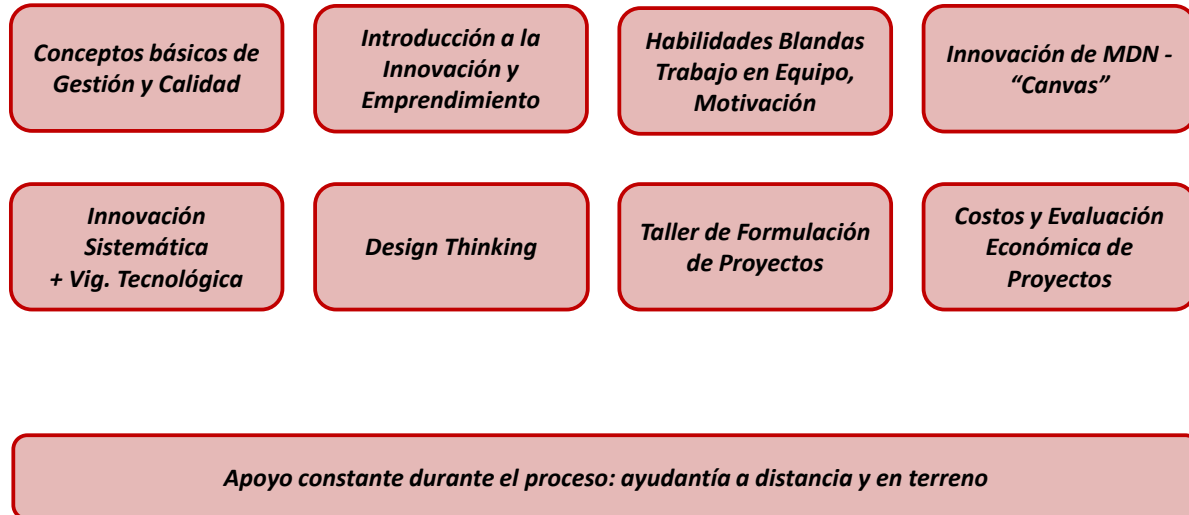 Conceptos básicos de
Gestión y Calidad
Introducción a la
Innovación y
Emprendimiento
Habilidades Blandas
Trabajo en Equipo,
Motivación
Innovación de MDN -
“Canvas”
Innovación
Sistemática
+ Vig. Tecnológica
Design Thinking
Taller de Formulación
de Proyectos
Costos y Evaluación
Económica de
Proyectos
Apoyo constante durante el proceso: ayudantía a distancia y en terreno